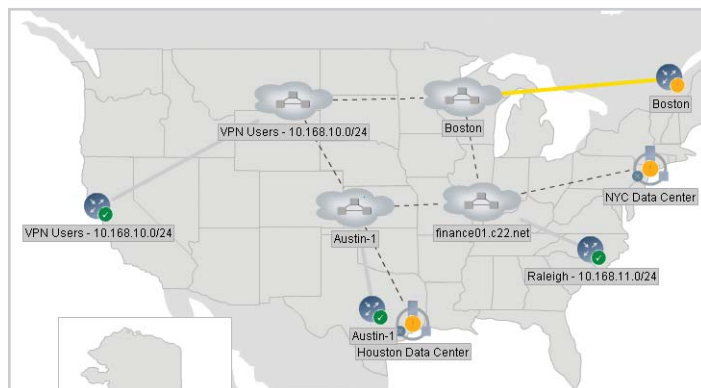 Boston
VPN Users - 10.168.10.0/24
Boston
NYC Data Center
VPN Users - 10.168.10.0/24
Austin-1
finance01.c22.net
Raleigh - 10.168.11.0/24
Austin-1
Houston Data Center